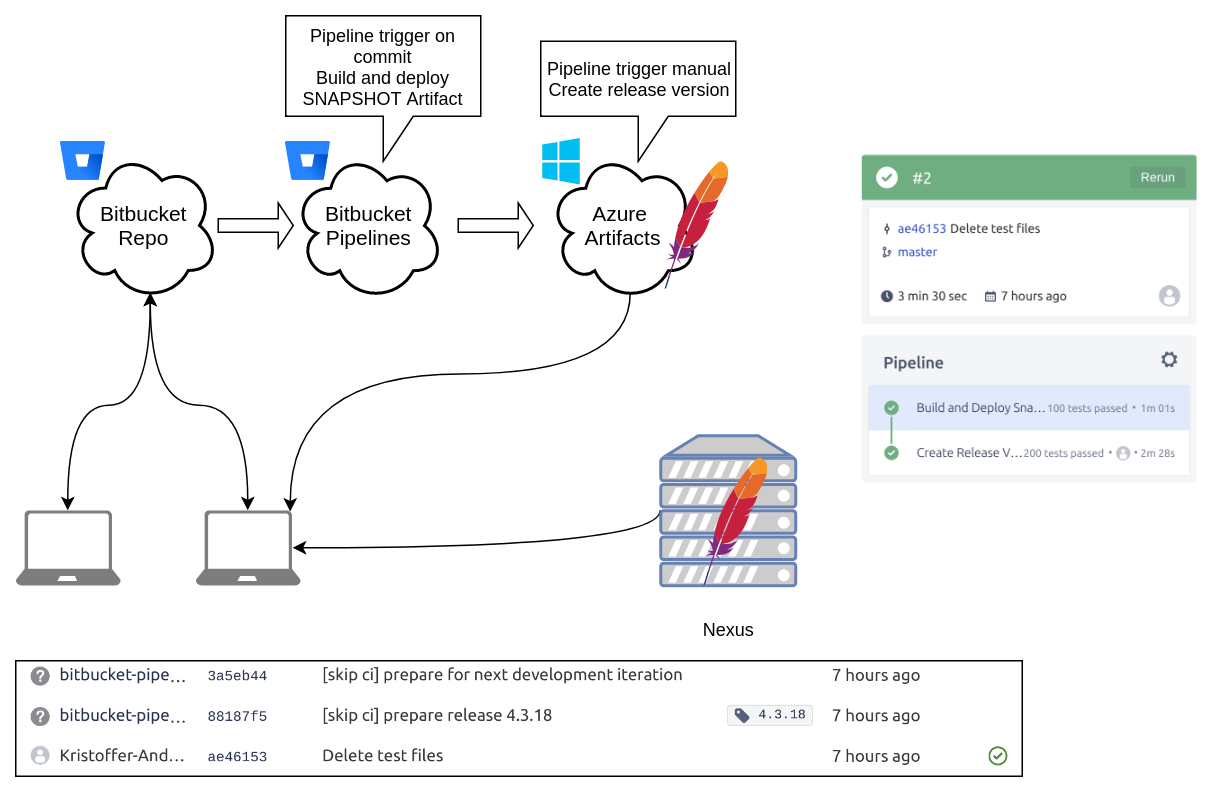 Pipeline trigger on
commit
Build and deploy
SNAPSHOT Artifact
Pipeline trigger manual
Create release version
Bitbucket
Repo
Bitbucket
Pipelines
Azure
Artifacts
#2
Rerun
ae46153 Delete test files
master
3 min 30 sec 7 hours ago
Pipeline
Build and Deploy Sna... 100 tests passed • 1m 01s
Create Release V... 200 tests passed • • 2m 28s
Nexus
? bitbucket-pipe... 3a5eb44 [skip ci] prepare for next development iteration 7 hours ago
? bitbucket-pipe... 88187f5 [skip ci] prepare release 4.3.18 4.3.18 7 hours ago
Kristoffer-And... ae46153 Delete test files 7 hours ago